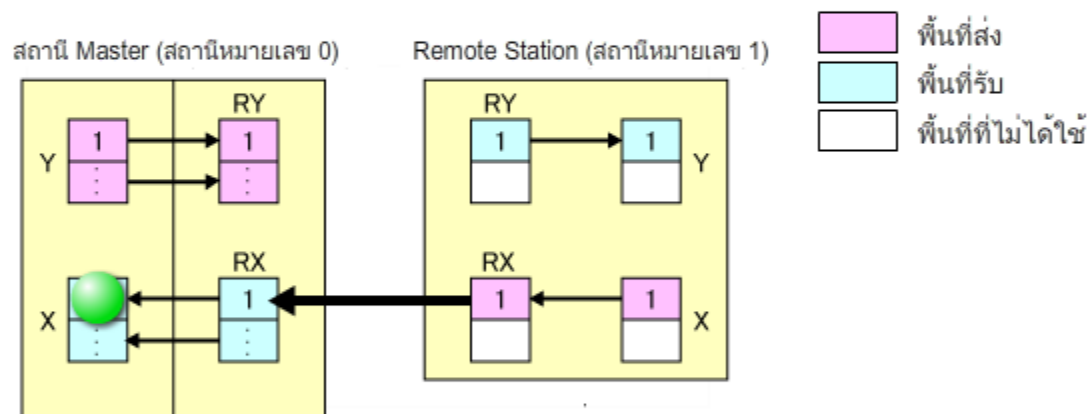 สถานี Master (สถานีหมายเลข 0)
Remote Station (สถานีหมายเลข 1)
พื้นที่ส่ง
พื้นที่รับ
พื้นที่ที่ไม่ได้ใช้
RY
RY
Y
1
1
1
1
Y
⋮
⋮
RX
RX
X
1
1
1
X
⋮
⋮